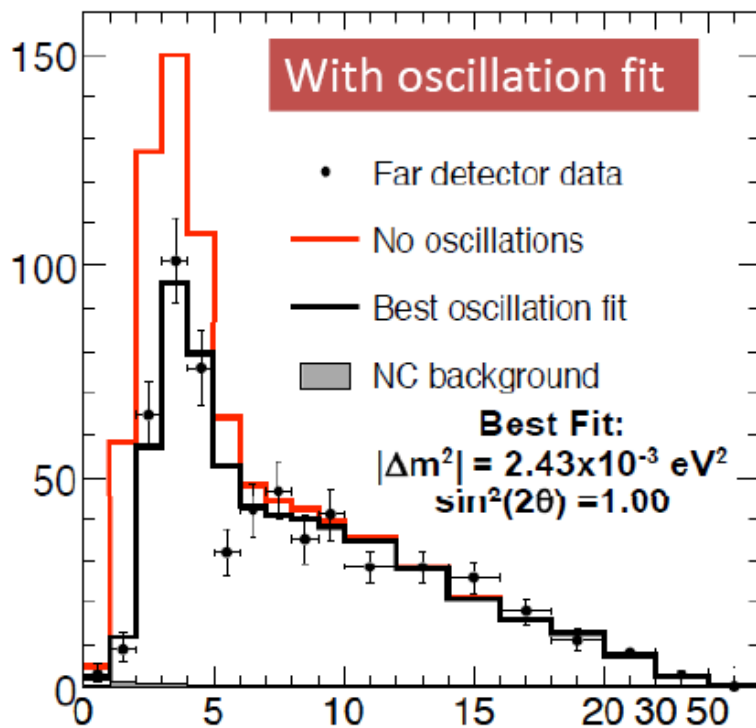 150
With oscillation fit
Far detector data
No oscillations
100
Best oscillation fit
NC background
Best Fit:
|Δm²| = 2.43x10⁻³ eV²
50
sin²(2θ) =1.00
0
0 5 10 15 20 30 50